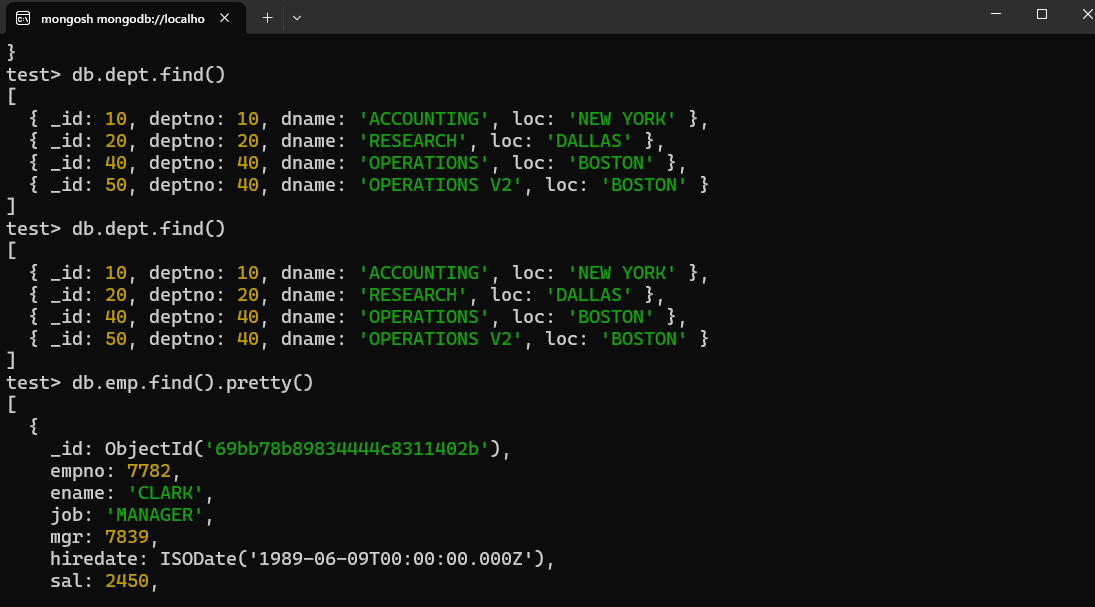 mongosh mongodb://localho
}
test> db.dept.find()
[
  { _id: 10, deptno: 10, dname: 'ACCOUNTING', loc: 'NEW YORK' },
  { _id: 20, deptno: 20, dname: 'RESEARCH', loc: 'DALLAS' },
  { _id: 40, deptno: 40, dname: 'OPERATIONS', loc: 'BOSTON' },
  { _id: 50, deptno: 40, dname: 'OPERATIONS V2', loc: 'BOSTON' }
]
test> db.dept.find()
[
  { _id: 10, deptno: 10, dname: 'ACCOUNTING', loc: 'NEW YORK' },
  { _id: 20, deptno: 20, dname: 'RESEARCH', loc: 'DALLAS' },
  { _id: 40, deptno: 40, dname: 'OPERATIONS', loc: 'BOSTON' },
  { _id: 50, deptno: 40, dname: 'OPERATIONS V2', loc: 'BOSTON' }
]
test> db.emp.find().pretty()
[
  {
    _id: ObjectId('69bb78b89834444c8311402b'),
    empno: 7782,
    ename: 'CLARK',
    job: 'MANAGER',
    mgr: 7839,
    hiredate: ISODate('1989-06-09T00:00:00.000Z'),
    sal: 2450,